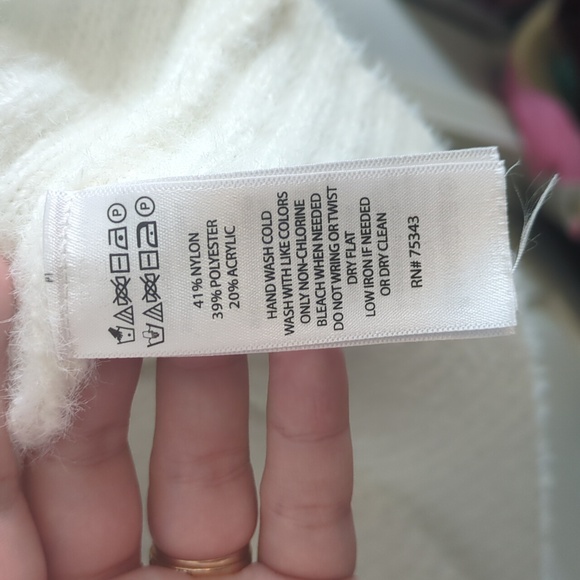 41% NYLON
39% POLYESTER
20% ACRYLIC
HAND WASH COLD
WASH WITH LIKE COLORS
ONLY NON-CHLORINE
BLEACH WHEN NEEDED
DO NOT WRING OR TWIST
DRY FLAT
LOW IRON IF NEEDED
OR DRY CLEAN
RN# 75343